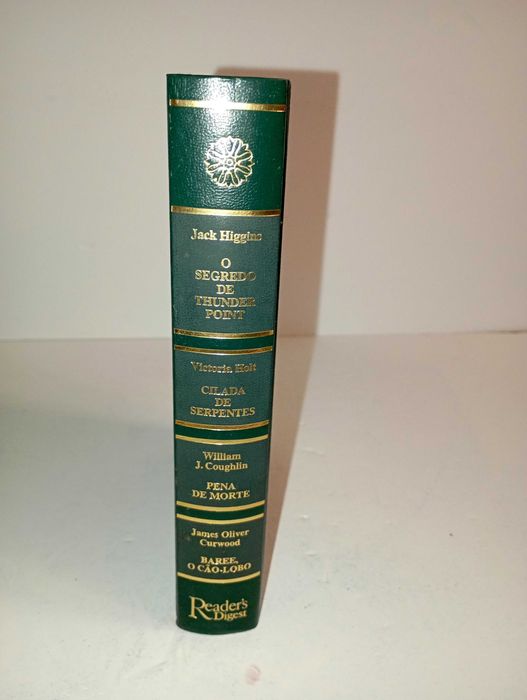 Jack Higgins
O
SEGREDO
DE
THUNDER
POINT
Victoria Holt
CILADA
DE
SERPENTES
William
J. Coughlin
PENA
DE MORTE
James Oliver
Curwood
BAREE,
O CÃO-LOBO
Reader's
Digest